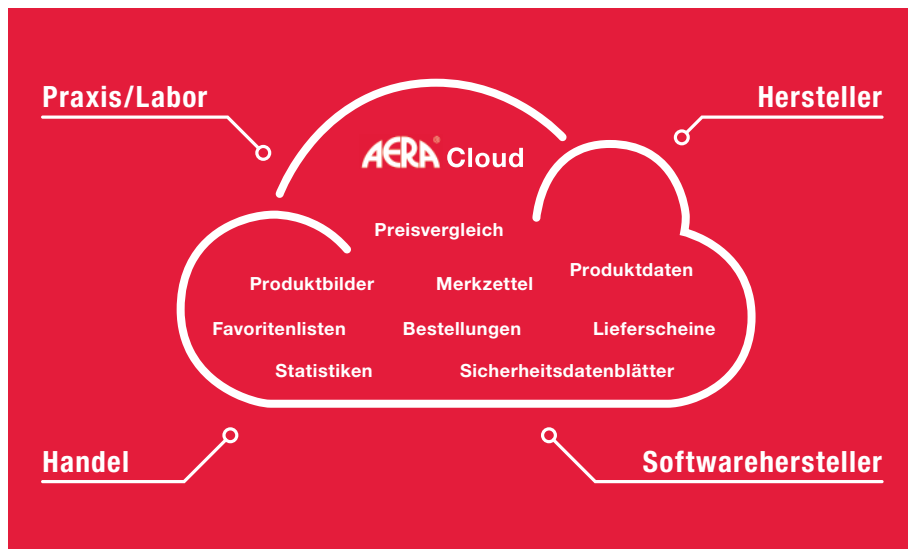 Praxis/Labor
Hersteller
AERA® Cloud
Preisvergleich
Produktbilder
Merkzettel
Produktdaten
Favoritenlisten
Bestellungen
Lieferscheine
Statistiken
Sicherheitsdatenblätter
Handel
Softwarehersteller